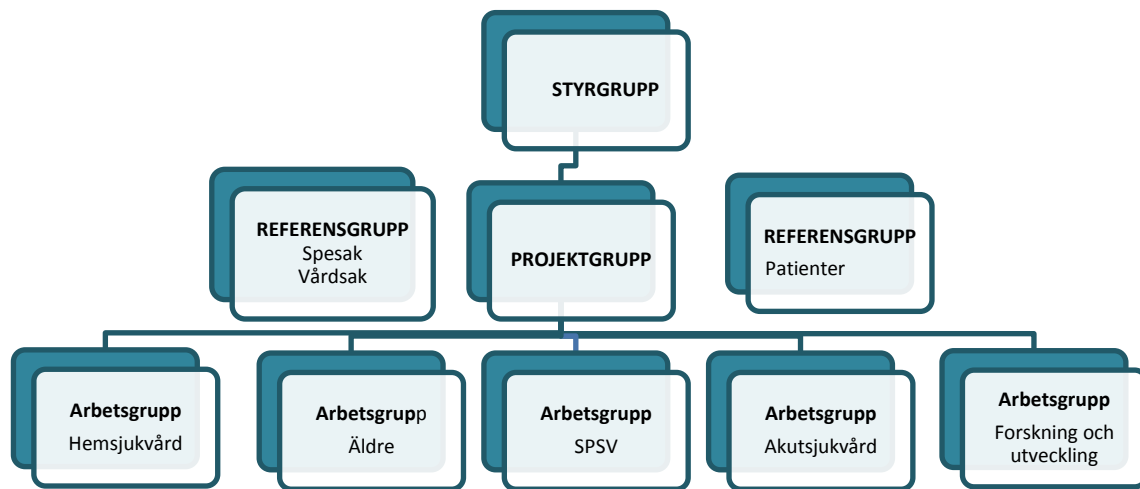 STYRGRUPP
REFERENSGRUPP
Spesak
Vårdsak
PROJEKTGRUPP
REFERENSGRUPP
Patienter
Arbetsgrupp
Hemsjukvård
Arbetsgrupp
Äldre
Arbetsgrupp
SPSV
Arbetsgrupp
Akutsjukvård
Arbetsgrupp
Forskning och
utveckling